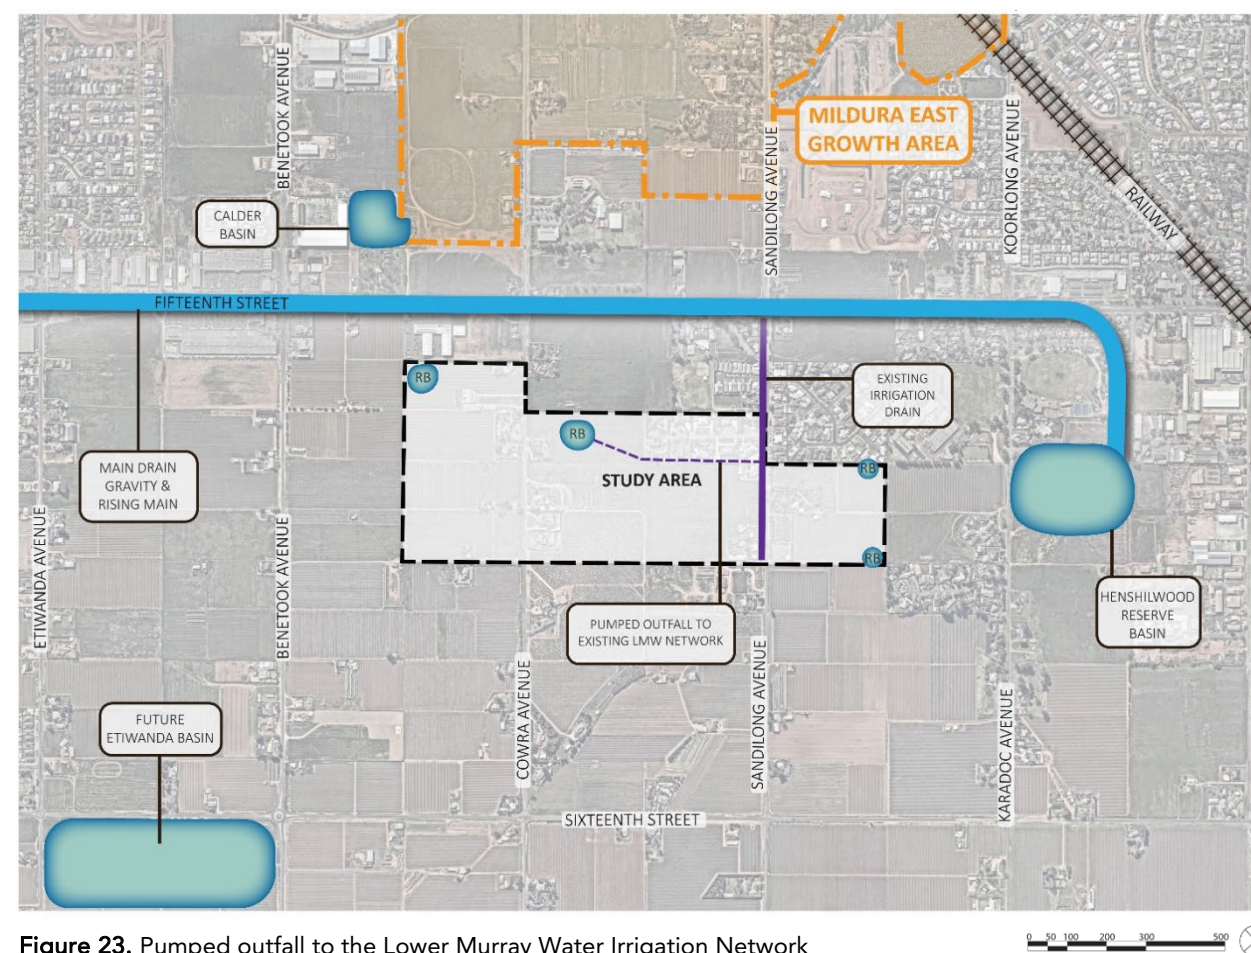 BENETOOK AVENUE
MILDURA EAST
GROWTH AREA
SANDILONG AVENUE
KOORLONG AVENUE
RAILWAY
CALDER
BASIN
FIFTEENTH STREET
RB
EXISTING
IRRIGATION
DRAIN
RB
MAIN DRAIN
GRAVITY &
RISING MAIN
STUDY AREA
RB
RB
ETIWANDA AVENUE
BENETOOK AVENUE
PUMPED OUTFALL TO
EXISTING LMW NETWORK
HENSHILWOOD
RESERVE
BASIN
COWRA AVENUE
SANDILONG AVENUE
KARADOC AVENUE
FUTURE
ETIWANDA BASIN
SIXTEENTH STREET
Figure 23. Pumped outfall to the Lower Murray Water Irrigation Network
0 50 100 200 300 500